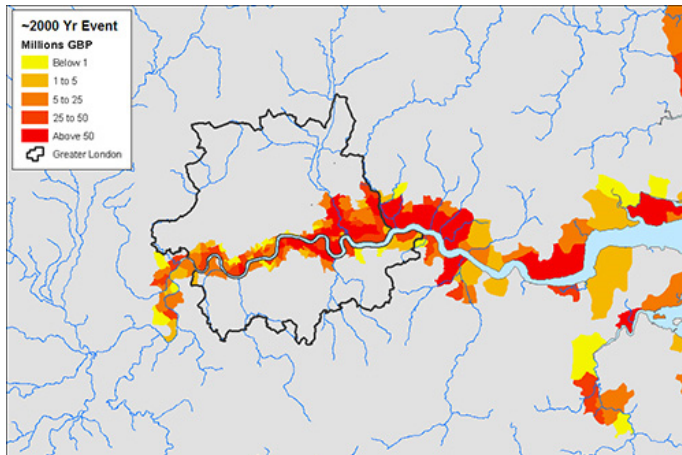 ~2000 Yr Event
Millions GBP
Below 1
1 to 5
5 to 25
25 to 50
Above 50
Greater London